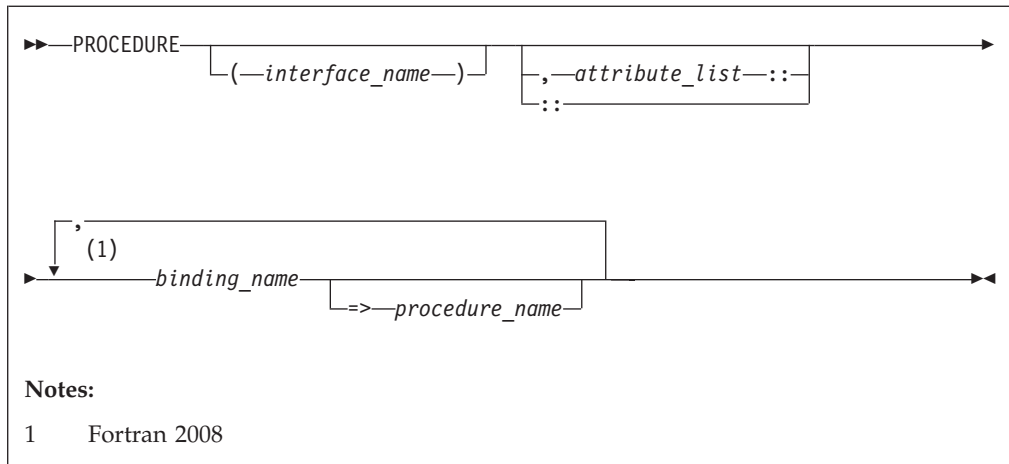 PROCEDURE
( interface_name )
, attribute_list ::
::
,
(1)
binding_name
=> procedure_name
Notes:
1 Fortran 2008